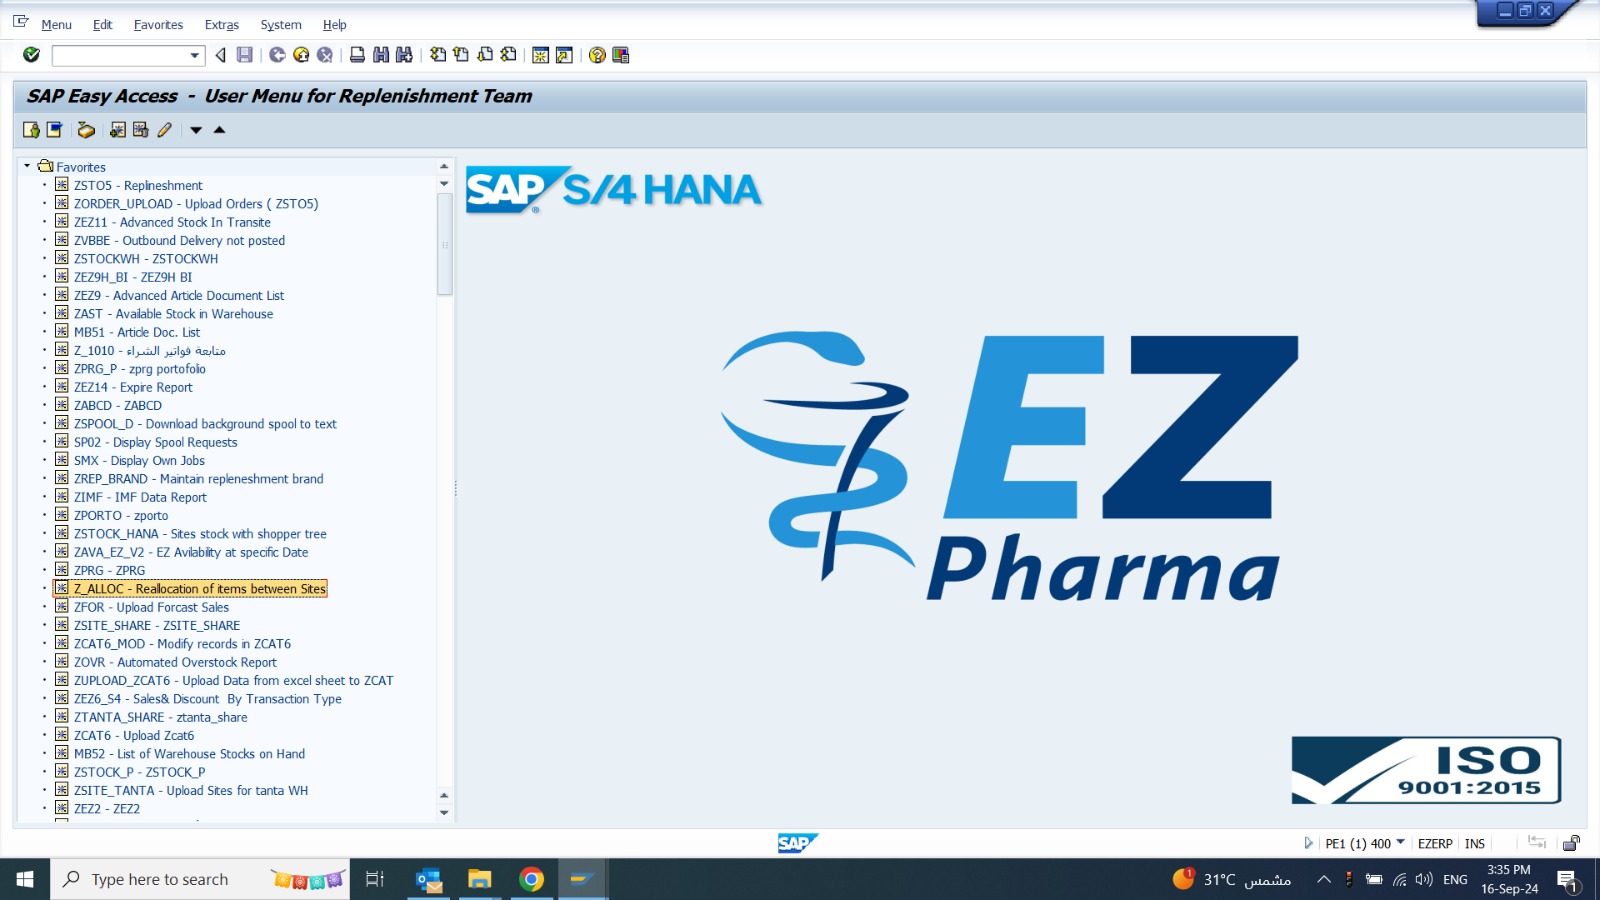 Menu Edit Favorites Extras System Help
SAP Easy Access - User Menu for Replenishment Team
Favorites
ZSTO5 - Replineshment
ZORDER_UPLOAD - Upload Orders ( ZSTO5)
ZEZ11 - Advanced Stock In Transite
ZVBBE - Outbound Delivery not posted
ZSTOCKWH - ZSTOCKWH
ZEZ9H_BI - ZEZ9H BI
ZEZ9 - Advanced Article Document List
ZAST - Available Stock in Warehouse
MB51 - Article Doc. List
Z_1010 - متابعة فواتير الشراء
ZPRG_P - zprg portofolio
ZEZ14 - Expire Report
ZABCD - ZABCD
ZSPOOL_D - Download background spool to text
SP02 - Display Spool Requests
SMX - Display Own Jobs
ZREP_BRAND - Maintain repleneshment brand
ZIMF - IMF Data Report
ZPORTO - zporto
ZSTOCK_HANA - Sites stock with shopper tree
ZAVA_EZ_V2 - EZ Avilability at specific Date
ZPRG - ZPRG
Z_ALLOC - Reallocation of items between Sites
ZFOR - Upload Forcast Sales
ZSITE_SHARE - ZSITE_SHARE
ZCAT6_MOD - Modify records in ZCAT6
ZOVR - Automated Overstock Report
ZUPLOAD_ZCAT6 - Upload Data from excel sheet to ZCAT
ZEZ6_S4 - Sales& Discount By Transaction Type
ZTANTA_SHARE - ztanta_share
ZCAT6 - Upload Zcat6
MB52 - List of Warehouse Stocks on Hand
ZSTOCK_P - ZSTOCK_P
ZSITE_TANTA - Upload Sites for tanta WH
ZEZ2 - ZEZ2
SAP® S/4 HANA
EZ
Pharma
ISO
9001:2015
SAP
PE1 (1) 400 EZERP INS
Type here to search
1
31°C مشمس
ENG
3:35 PM
16-Sep-24
1